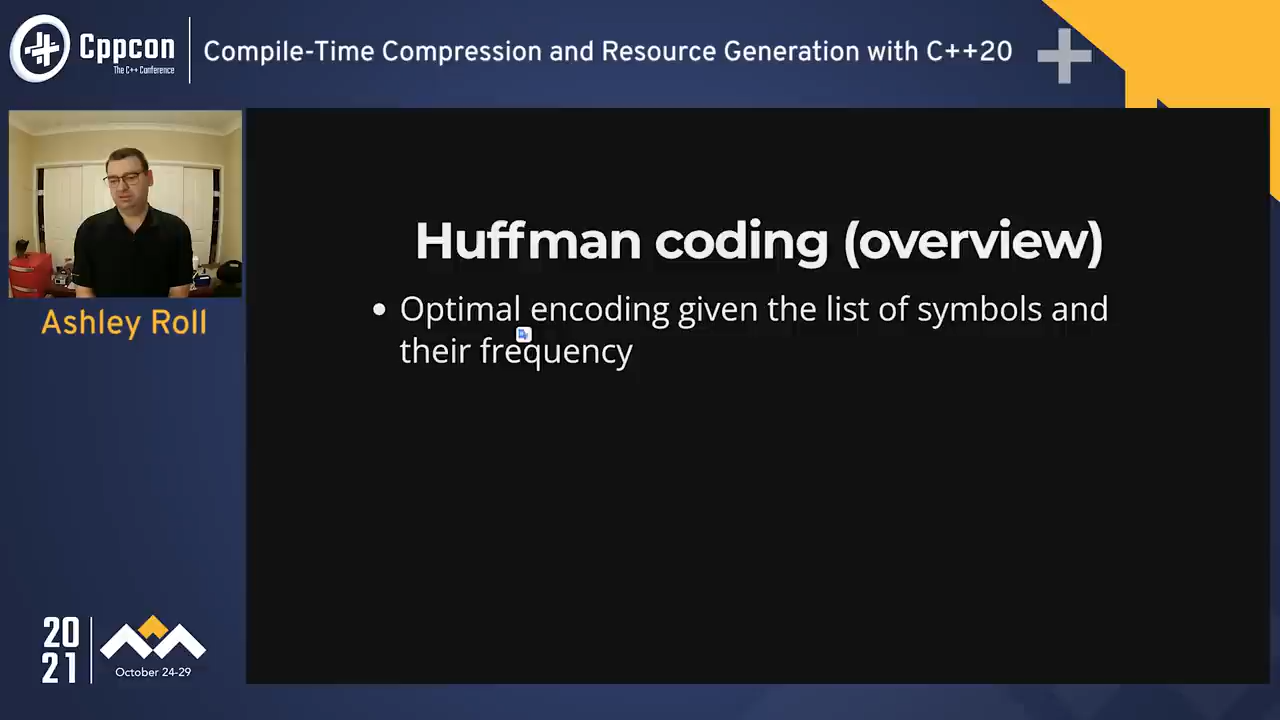 Cppcon
The C++ Conference
Compile-Time Compression and Resource Generation with C++20
Huffman coding (overview)
• Optimal encoding given the list of symbols and
their frequency
Ashley Roll
20
21
October 24-29